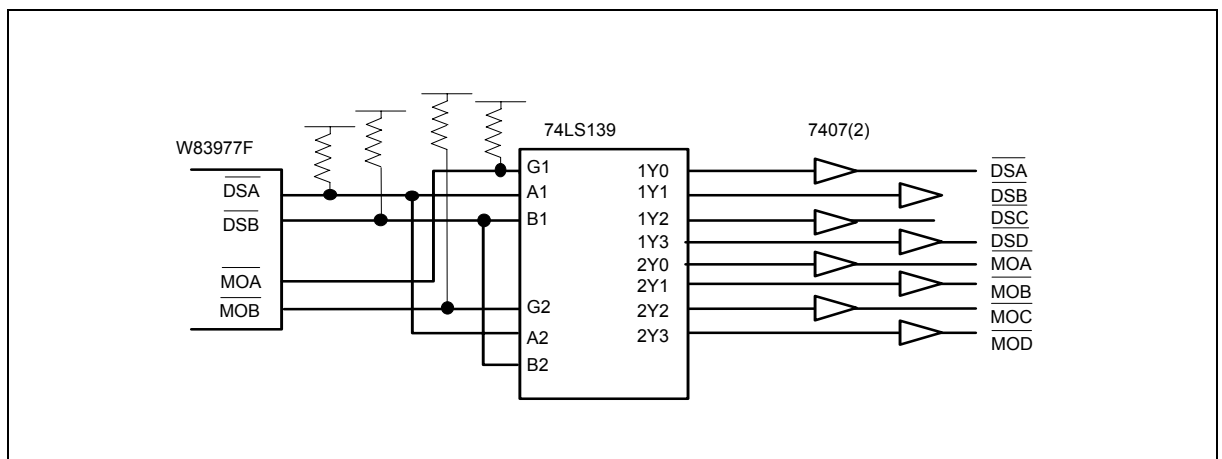 74LS139
7407(2)
W83977F
DSA
DSB
MOA
MOB
G1
A1
B1
G2
A2
B2
1Y0
1Y1
1Y2
1Y3
2Y0
2Y1
2Y2
2Y3
DSA
DSB
DSC
DSD
MOA
MOB
MOC
MOD